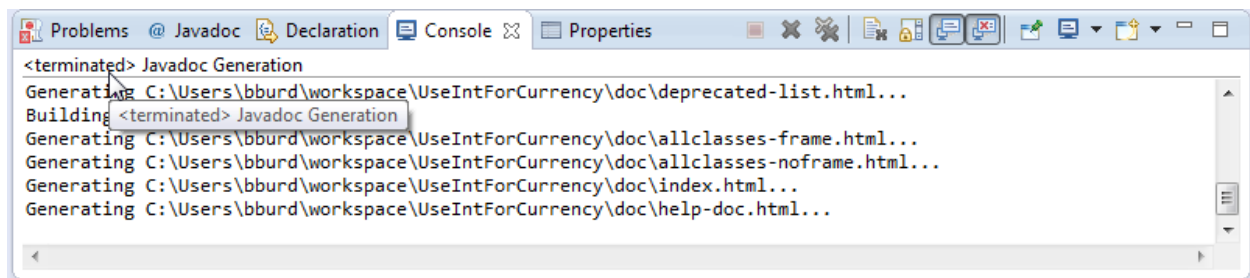 Problems @ Javadoc Declaration Console Properties
<terminated> Javadoc Generation
Generating C:\Users\bburd\workspace\UseIntForCurrency\doc\deprecated-list.html...
Building
<terminated> Javadoc Generation
Generating C:\Users\bburd\workspace\UseIntForCurrency\doc\allclasses-frame.html...
Generating C:\Users\bburd\workspace\UseIntForCurrency\doc\allclasses-noframe.html...
Generating C:\Users\bburd\workspace\UseIntForCurrency\doc\index.html...
Generating C:\Users\bburd\workspace\UseIntForCurrency\doc\help-doc.html...